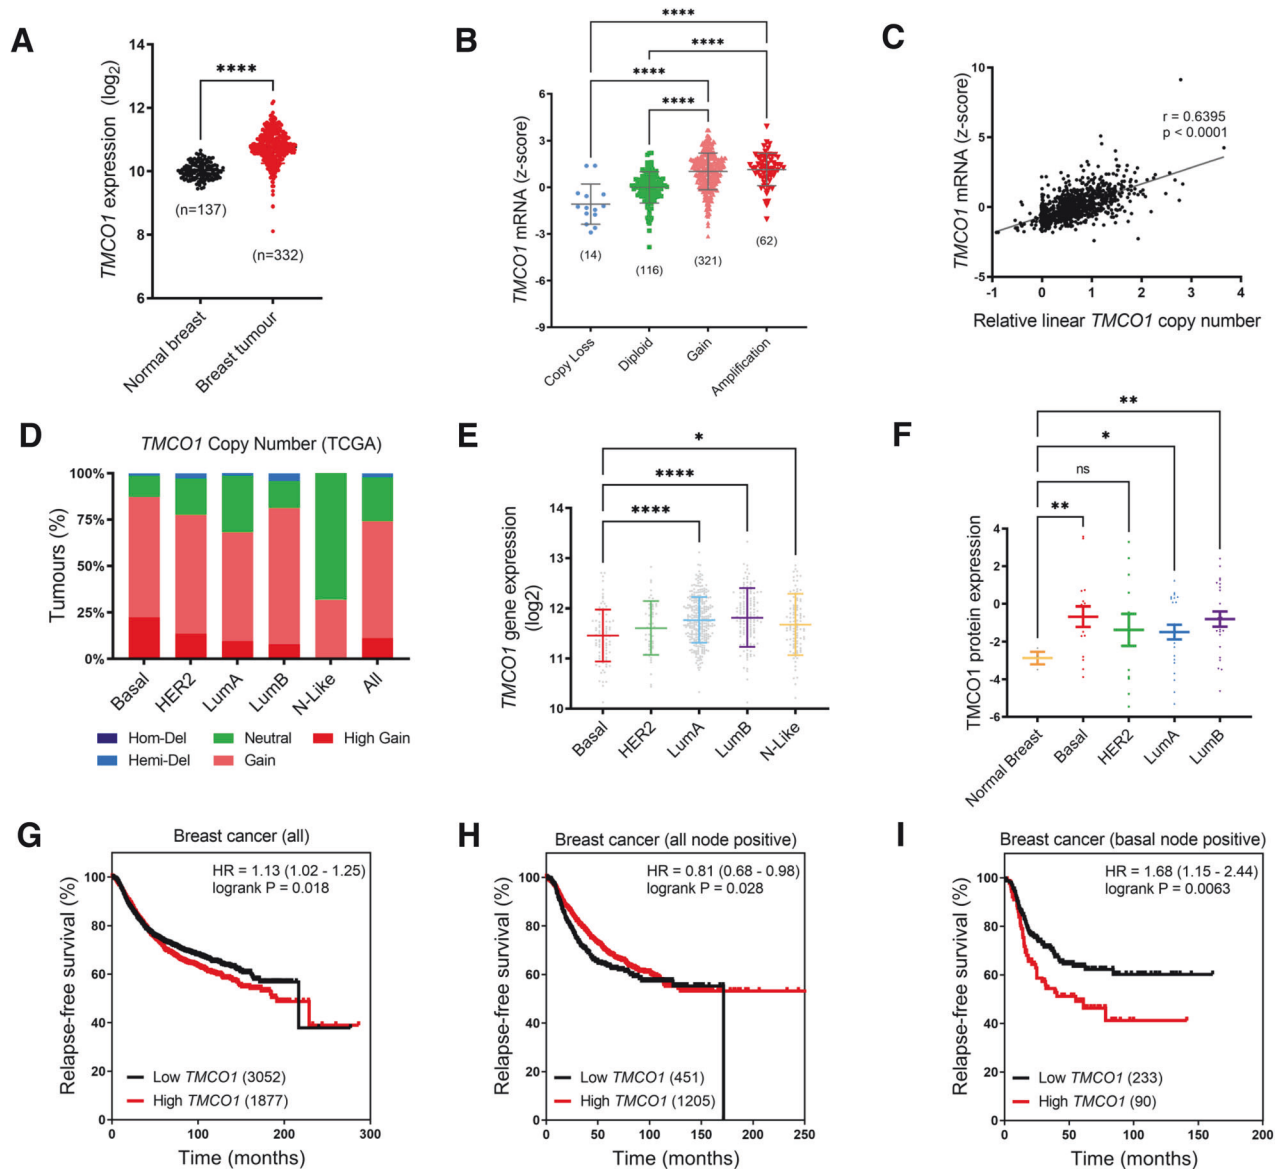 A
TMCO1 expression (log2)
14
12
10
8
6
****
(n=137)
(n=332)
Normal breast
Breast tumour
B
TMCO1 mRNA (z-score)
6
3
0
-3
-6
-9
****
****
****
****
(14)
(116)
(321)
(62)
Copy Loss
Diploid
Gain
Amplification
C
TMCO1 mRNA (z-score)
10
5
0
-5
r = 0.6395
p < 0.0001
-1
0
1
2
3
4
Relative linear TMCO1 copy number
D
TMCO1 Copy Number (TCGA)
Tumours (%)
100%
75%
50%
25%
0%
Basal
HER2
LumA
LumB
N-Like
All
Hom-Del
Neutral
High Gain
Hemi-Del
Gain
E
TMCO1 gene expression
(log2)
14
13
12
11
10
*
****
****
Basal
HER2
LumA
LumB
N-Like
F
TMCO1 protein expression
4
2
0
-2
-4
-6
**
*
ns
**
Normal Breast
Basal
HER2
LumA
LumB
G
Breast cancer (all)
HR = 1.13 (1.02 - 1.25)
logrank P = 0.018
Relapse-free survival (%)
100
80
60
40
20
0
Low TMCO1 (3052)
High TMCO1 (1877)
0
100
200
300
Time (months)
H
Breast cancer (all node positive)
HR = 0.81 (0.68 - 0.98)
logrank P = 0.028
Relapse-free survival (%)
100
80
60
40
20
0
Low TMCO1 (451)
High TMCO1 (1205)
0
50
100
150
200
250
Time (months)
I
Breast cancer (basal node positive)
HR = 1.68 (1.15 - 2.44)
logrank P = 0.0063
Relapse-free survival (%)
100
80
60
40
20
0
Low TMCO1 (233)
High TMCO1 (90)
0
50
100
150
200
Time (months)